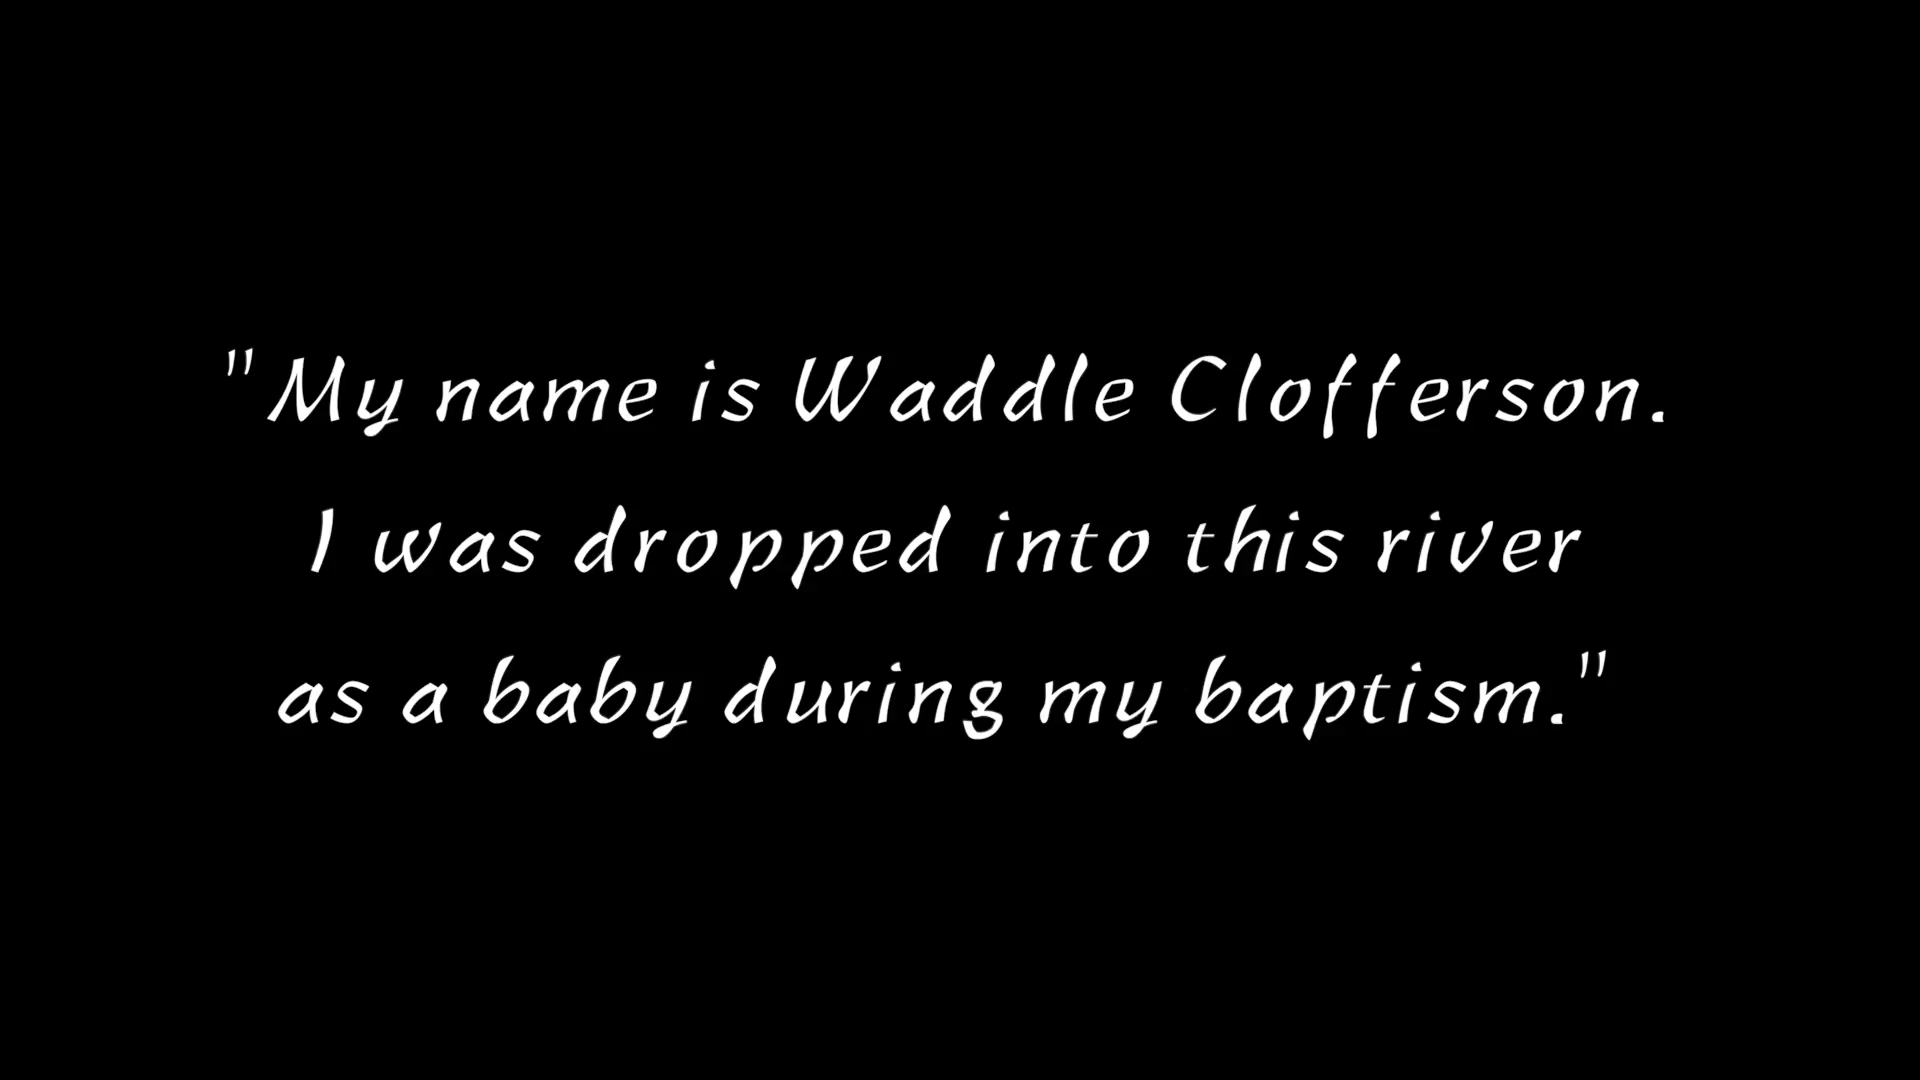 "My name is Waddle Clofferson.
I was dropped into this river
as a baby during my baptism."